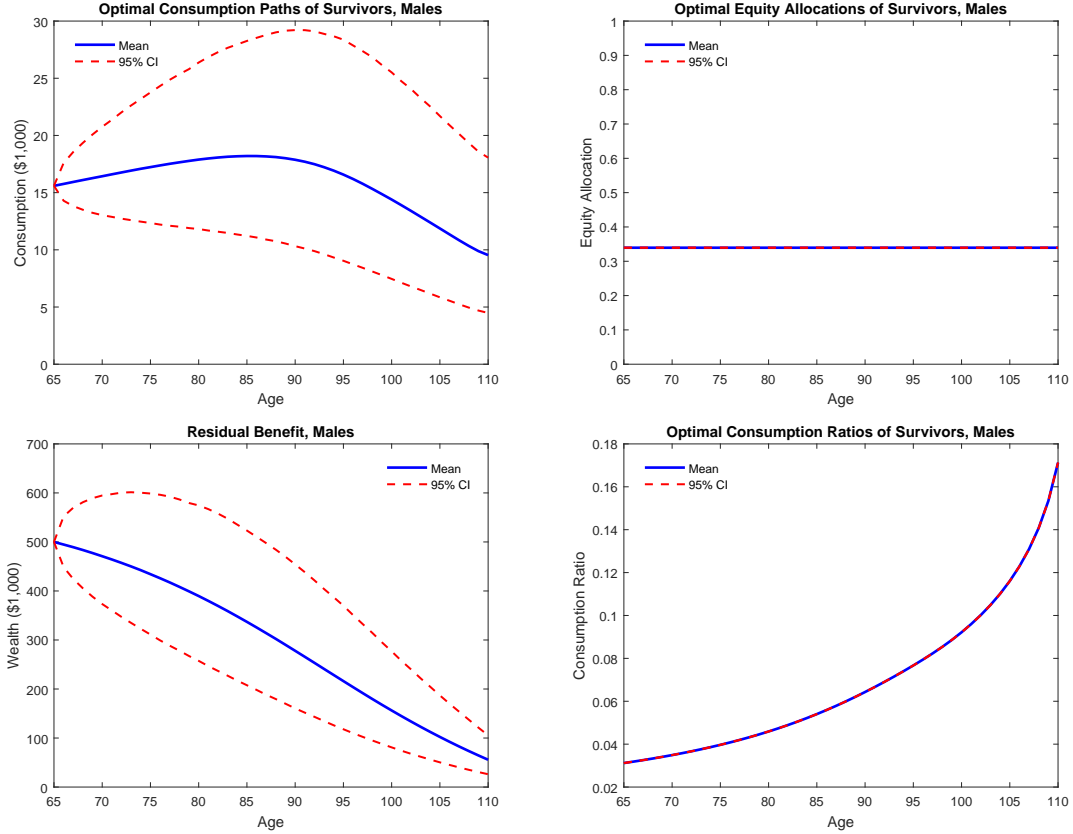 Optimal Consumption Paths of Survivors, Males
Consumption ($1,000)
30
25
20
15
10
5
0
Mean
95% CI
65 70 75 80 85 90 95 100 105 110
Age
Optimal Equity Allocations of Survivors, Males
Equity Allocation
1
0.9
0.8
0.7
0.6
0.5
0.4
0.3
0.2
0.1
0
Mean
95% CI
65 70 75 80 85 90 95 100 105 110
Age
Residual Benefit, Males
Wealth ($1,000)
700
600
500
400
300
200
100
0
Mean
95% CI
65 70 75 80 85 90 95 100 105 110
Age
Optimal Consumption Ratios of Survivors, Males
Consumption Ratio
0.18
0.16
0.14
0.12
0.1
0.08
0.06
0.04
0.02
Mean
95% CI
65 70 75 80 85 90 95 100 105 110
Age